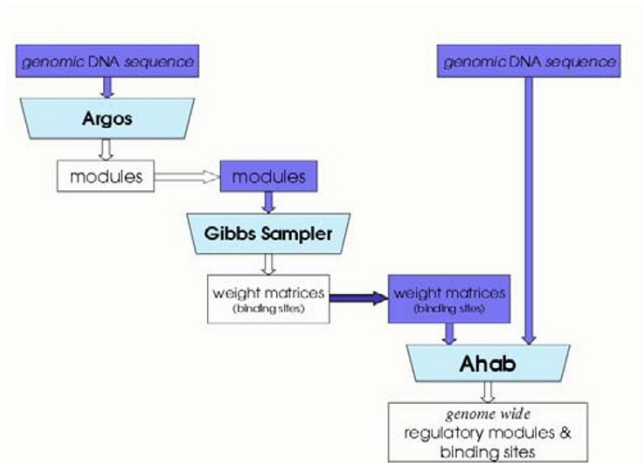 genomic DNA sequence
genomic DNA sequence
Argos
modules
modules
Gibbs Sampler
weight matrices
(binding sites)
weight matrices
(binding sites)
Ahab
genome wide
regulatory modules &
binding sites